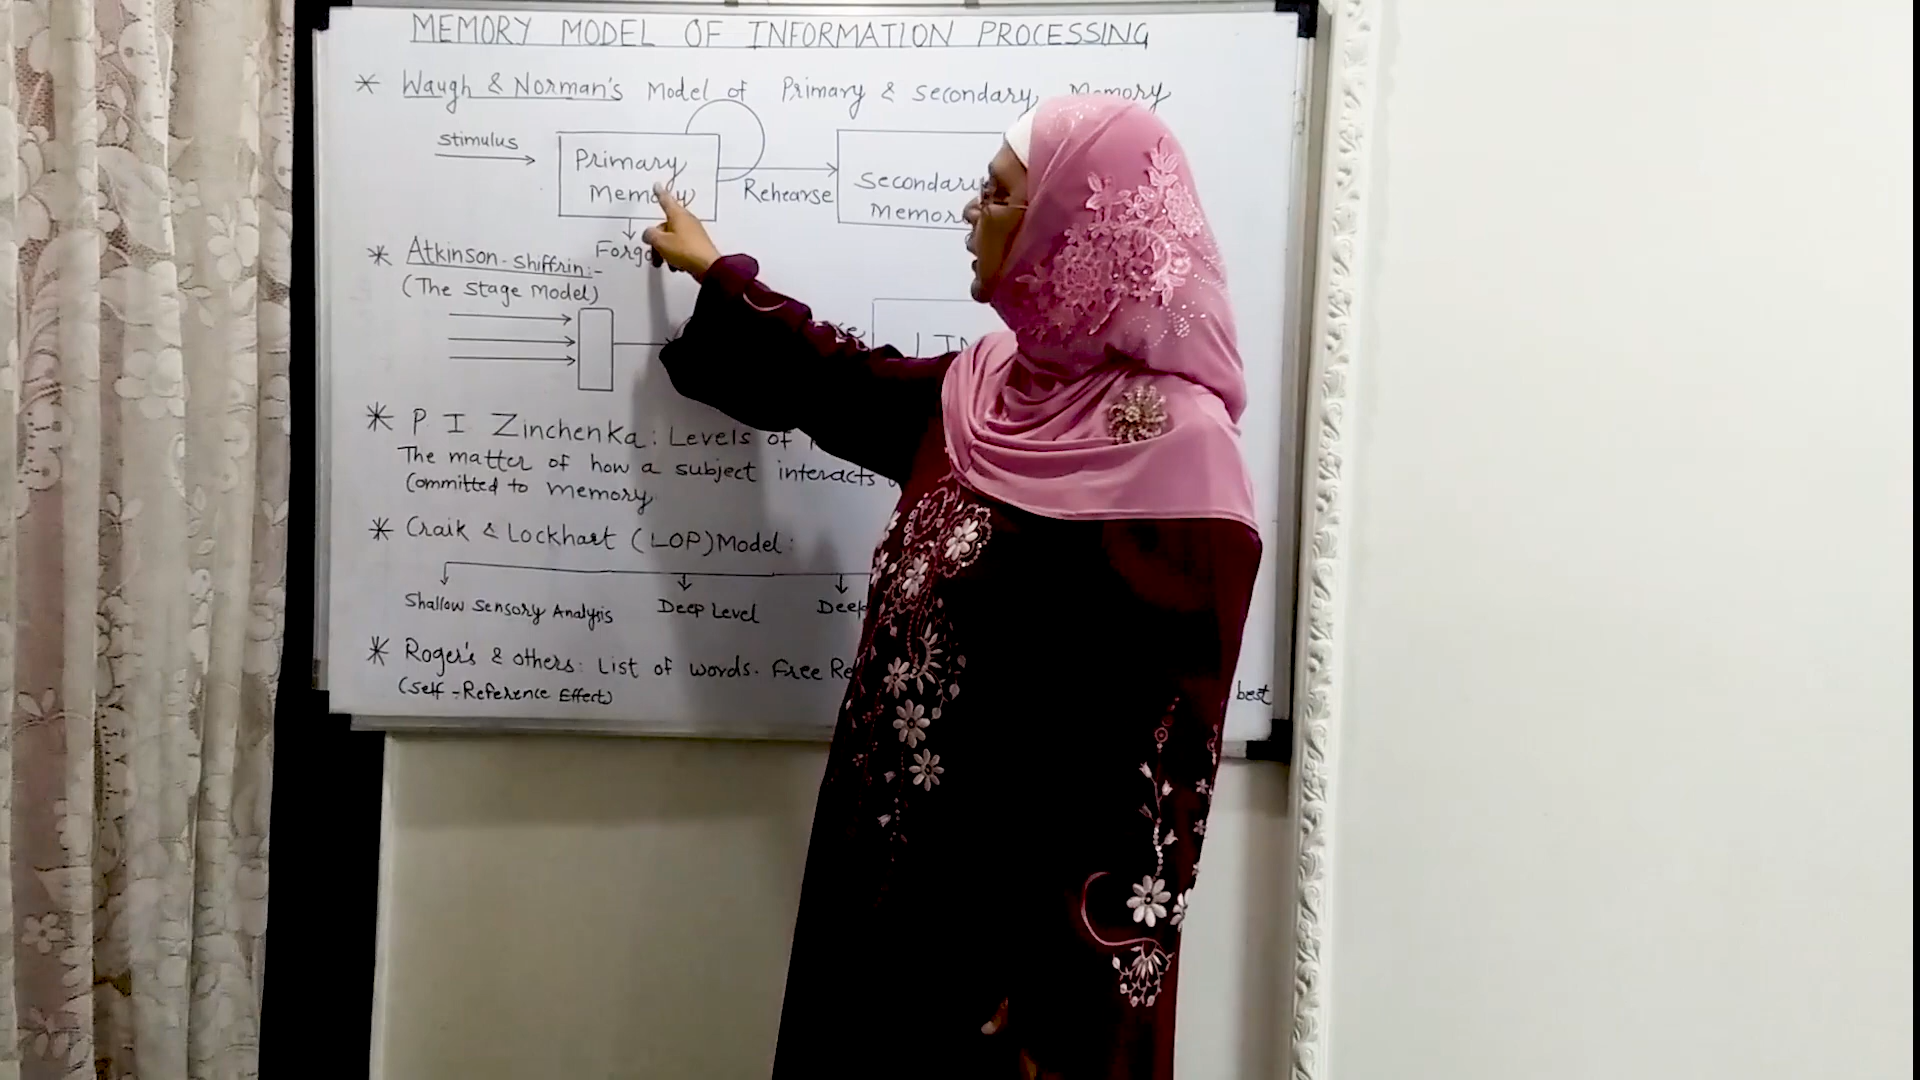 MEMORY MODEL OF INFORMATION PROCESSING
* Waugh & Norman's Model of Primary & Secondary Memory
Stimulus
Primary
Memory
Rehearse
Secondary
Memor
Forgo
* Atkinson-Shiffrin:-
(The Stage Model)
* P I Zinchenka: Levels of
The matter of how a subject interacts
Committed to memory
* Craik & Lockhart (LOP) Model:
Shallow Sensory Analysis
Deep Level
Deep
* Roger's & others: List of words. Free Re
(Self-Reference Effect)
best